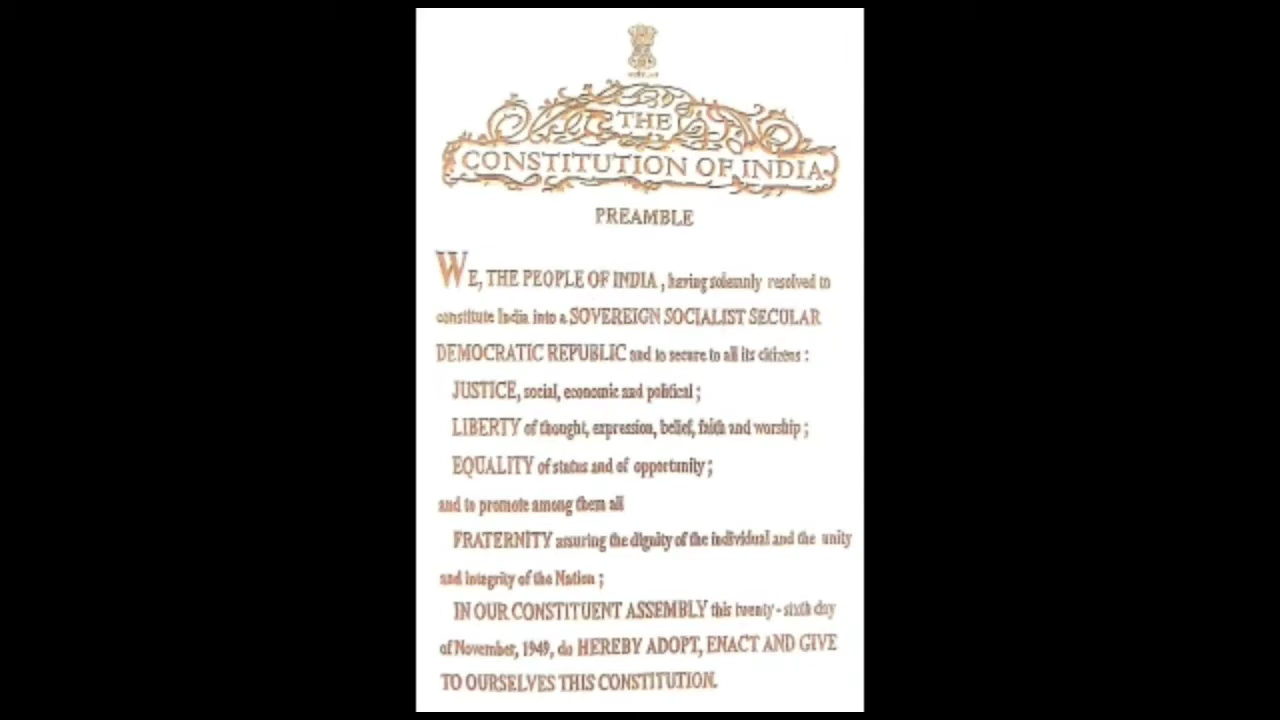 THE
CONSTITUTION OF INDIA
PREAMBLE
WE, THE PEOPLE OF INDIA , having solemnly resolved to
constitute India into a SOVEREIGN SOCIALIST SECULAR
DEMOCRATIC REPUBLIC and to secure to all its citizens :
JUSTICE, social, economic and political ;
LIBERTY of thought, expression, belief, faith and worship ;
EQUALITY of status and of opportunity ;
and to promote among them all
FRATERNITY assuring the dignity of the individual and the unity
and integrity of the Nation ;
IN OUR CONSTITUENT ASSEMBLY this twenty - sixth day
of November, 1949, do HEREBY ADOPT, ENACT AND GIVE
TO OURSELVES THIS CONSTITUTION.